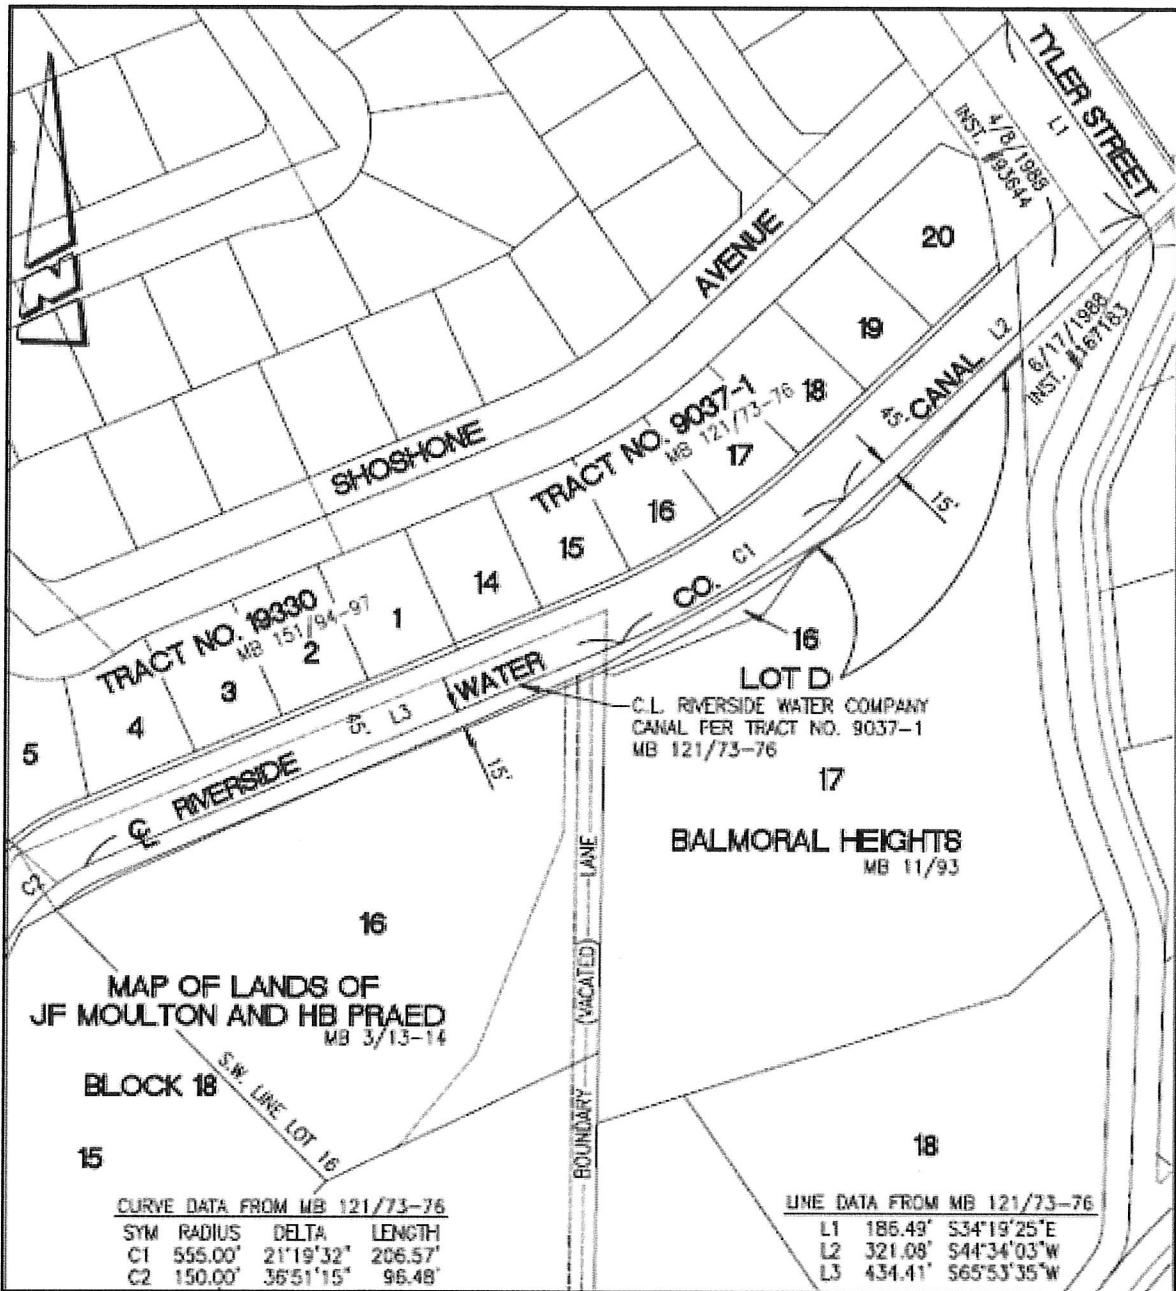 TYLER STREET
L1
4/8/1988
INST. #93644
N
20
AVENUE
19
L2
6/17/1988
INST. #167183
CANAL
45'
18
TRACT NO. 9037-1
MB 121/73-76
17
SHOSHONE
16
15'
15
C1
14
CO.
TRACT NO. 19330
MB 151/94-97
1
2
16
LOT D
3
WATER
C.L. RIVERSIDE WATER COMPANY
CANAL PER TRACT NO. 9037-1
MB 121/73-76
4
L3
45'
5
15'
RIVERSIDE
17
CL
BALMORAL HEIGHTS
MB 11/93
C2
16
MAP OF LANDS OF
JF MOULTON AND HB PRAED
MB 3/13-14
BOUNDARY (VACATED) LANE
BLOCK 18
S.W. LINE LOT 16
15
18
CURVE DATA FROM MB 121/73-76
SYM RADIUS DELTA LENGTH
C1 555.00' 21°19'32" 206.57'
C2 150.00' 36°51'15" 96.48'
LINE DATA FROM MB 121/73-76
L1 186.49' S34°19'25"E
L2 321.08' S44°34'03"W
L3 434.41' S65°53'35"W